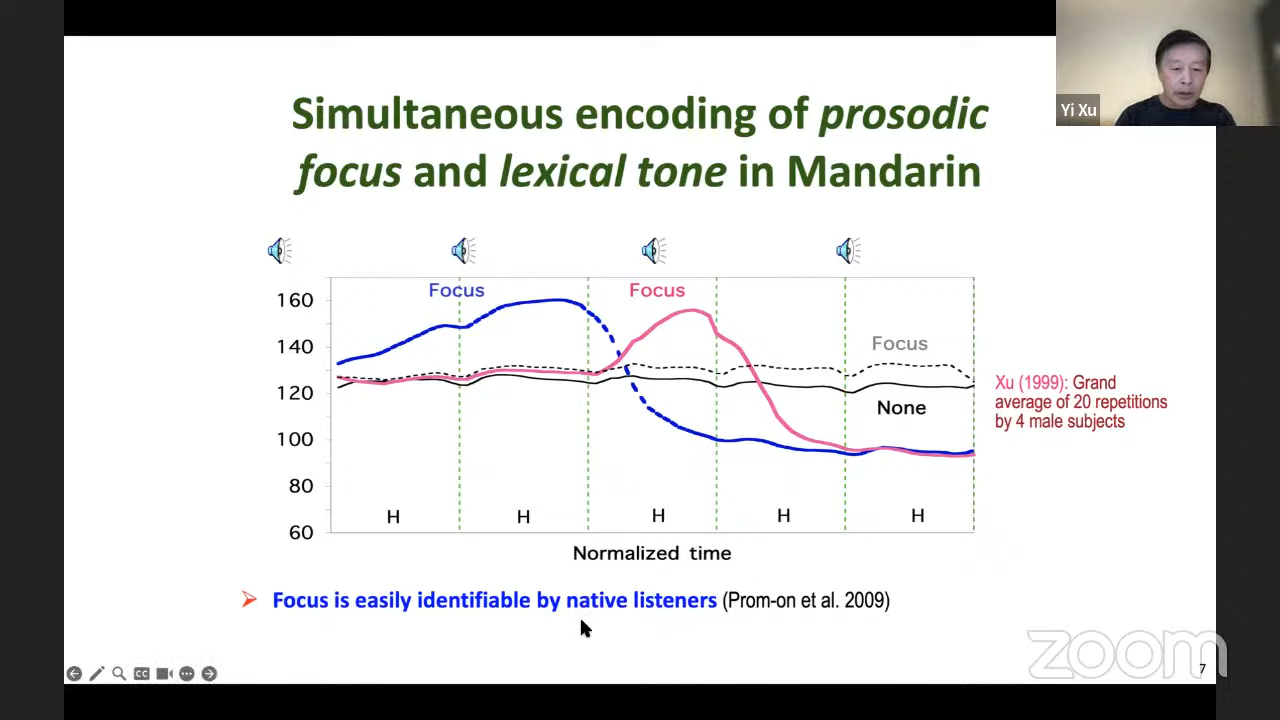 Yi Xu
Simultaneous encoding of prosodic
focus and lexical tone in Mandarin
Focus
Focus
Focus
None
160
140
120
100
80
60
H
H
H
H
H
Normalized time
Xu (1999): Grand
average of 20 repetitions
by 4 male subjects
➢ Focus is easily identifiable by native listeners (Prom-on et al. 2009)
CC
zoom
7